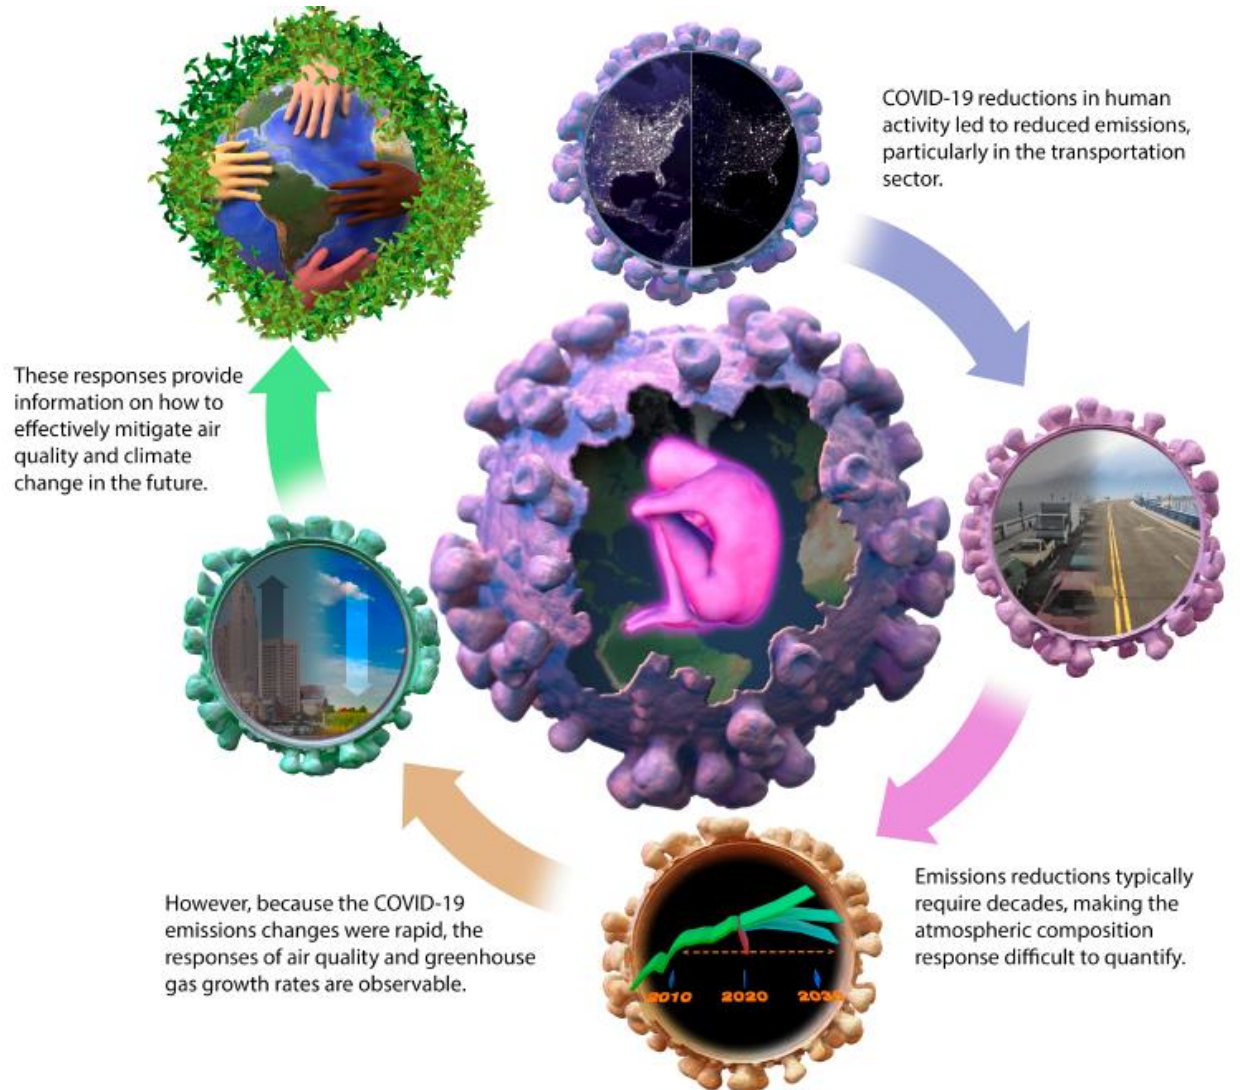 COVID-19 reductions in human
activity led to reduced emissions,
particularly in the transportation
sector.
Emissions reductions typically
require decades, making the
atmospheric composition
response difficult to quantify.
2010
2020
2030
However, because the COVID-19
emissions changes were rapid, the
responses of air quality and greenhouse
gas growth rates are observable.
These responses provide
information on how to
effectively mitigate air
quality and climate
change in the future.